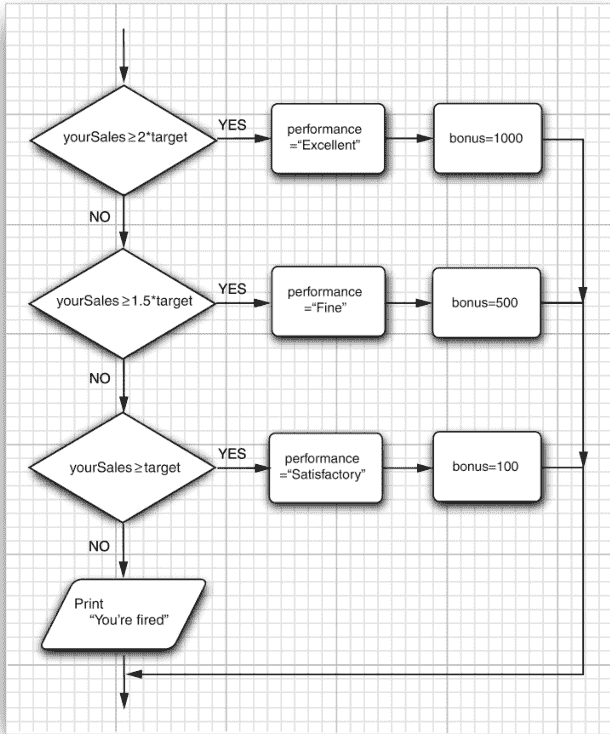 yourSales≥2*target
YES
performance
=“Excellent”
bonus=1000
NO
yourSales≥1.5*target
YES
performance
=“Fine”
bonus=500
NO
yourSales≥target
YES
performance
=“Satisfactory”
bonus=100
NO
Print
“You’re fired”